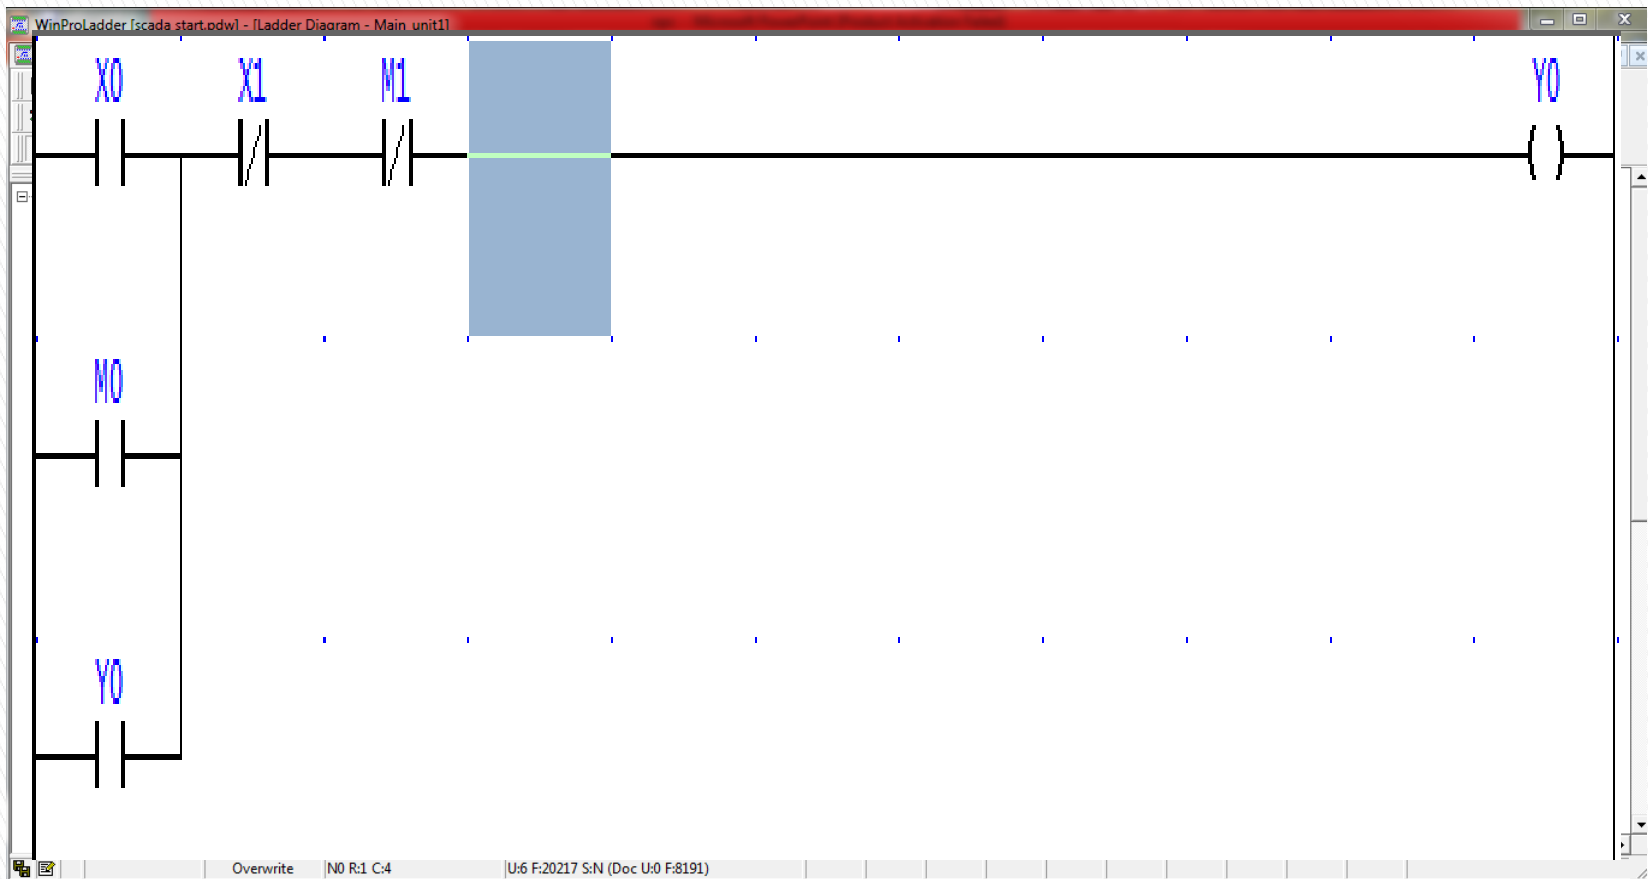 WinProLadder [scada start.pdw] - [Ladder Diagram - Main_unit1]
X0 X1 M1 Y0
M0
Y0
Overwrite N0 R:1 C:4 U:6 F:20217 S:N (Doc U:0 F:8191)